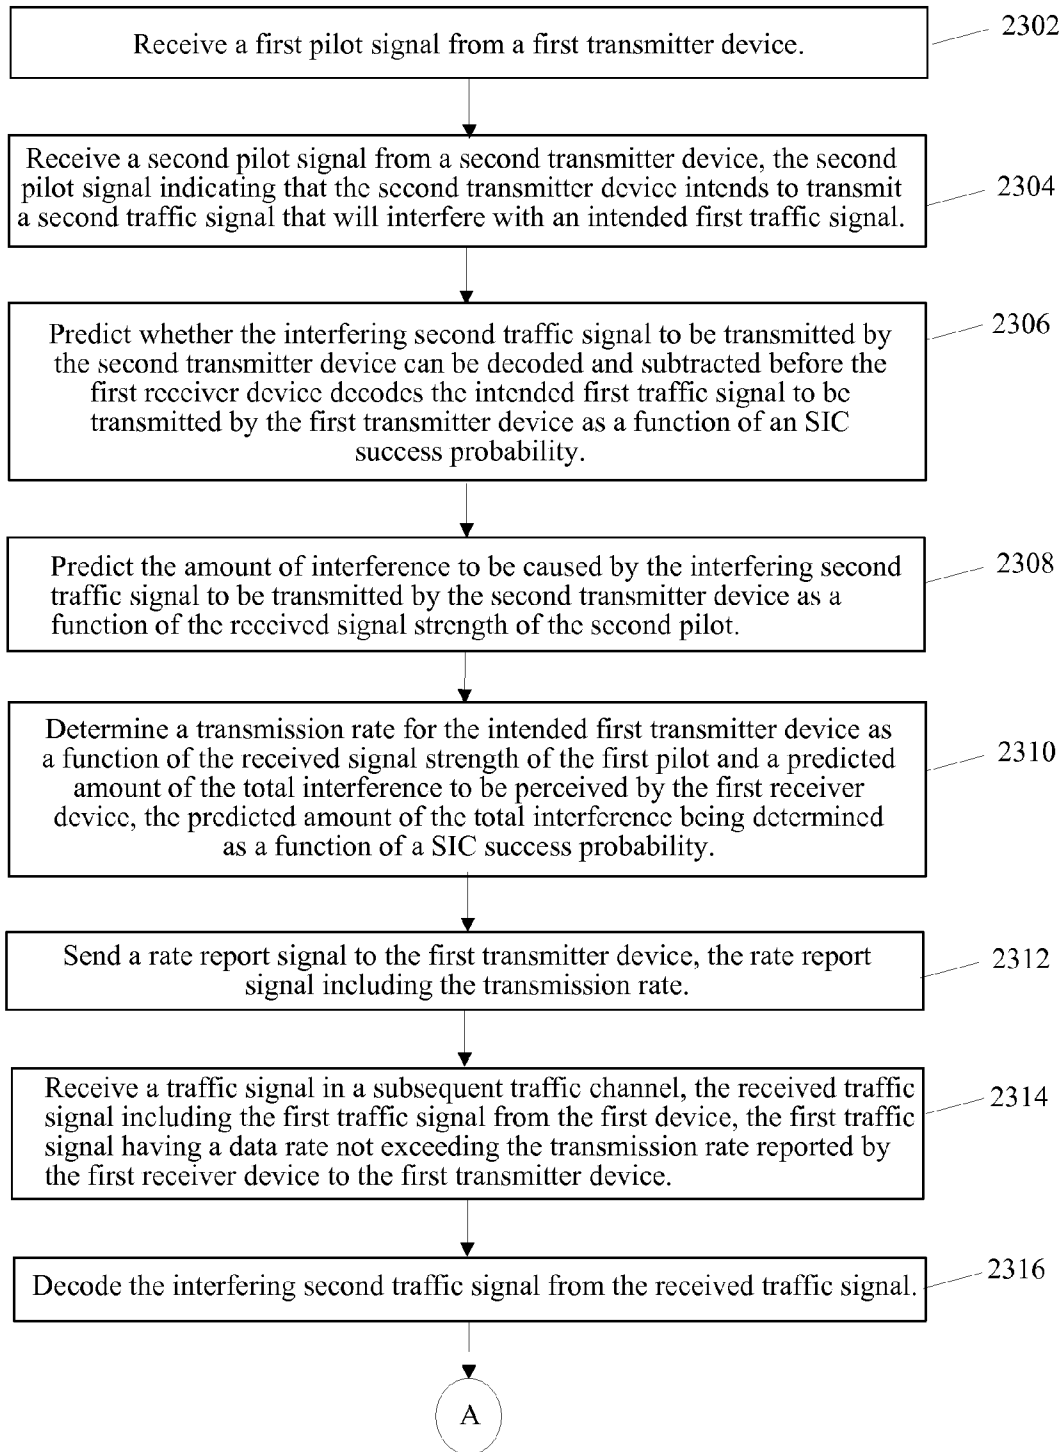 Receive a first pilot signal from a first transmitter device.
2302
Receive a second pilot signal from a second transmitter device, the second
pilot signal indicating that the second transmitter device intends to transmit
a second traffic signal that will interfere with an intended first traffic signal.
2304
Predict whether the interfering second traffic signal to be transmitted by
the second transmitter device can be decoded and subtracted before the
first receiver device decodes the intended first traffic signal to be
transmitted by the first transmitter device as a function of an SIC
success probability.
2306
Predict the amount of interference to be caused by the interfering second
traffic signal to be transmitted by the second transmitter device as a
function of the received signal strength of the second pilot.
2308
Determine a transmission rate for the intended first transmitter device as
a function of the received signal strength of the first pilot and a predicted
amount of the total interference to be perceived by the first receiver
device, the predicted amount of the total interference being determined
as a function of a SIC success probability.
2310
Send a rate report signal to the first transmitter device, the rate report
signal including the transmission rate.
2312
Receive a traffic signal in a subsequent traffic channel, the received traffic
signal including the first traffic signal from the first device, the first traffic
signal having a data rate not exceeding the transmission rate reported by
the first receiver device to the first transmitter device.
2314
Decode the interfering second traffic signal from the received traffic signal.
2316
A